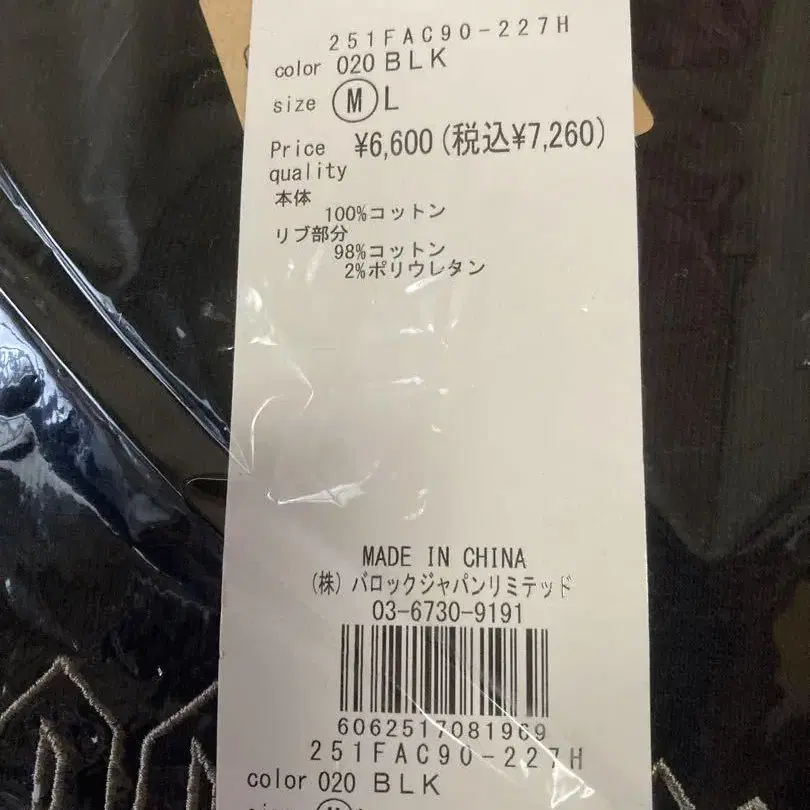 251FAC90-227H
color 020 BLK
size M L
Price ¥6,600(税込¥7,260)
quality
本体
100%コットン
リブ部分
98%コットン
2%ポリウレタン
MADE IN CHINA
(株)バロックジャパンリミテッド
03-6730-9191
6062517081969
251FAC90-227H
color 020 BLK